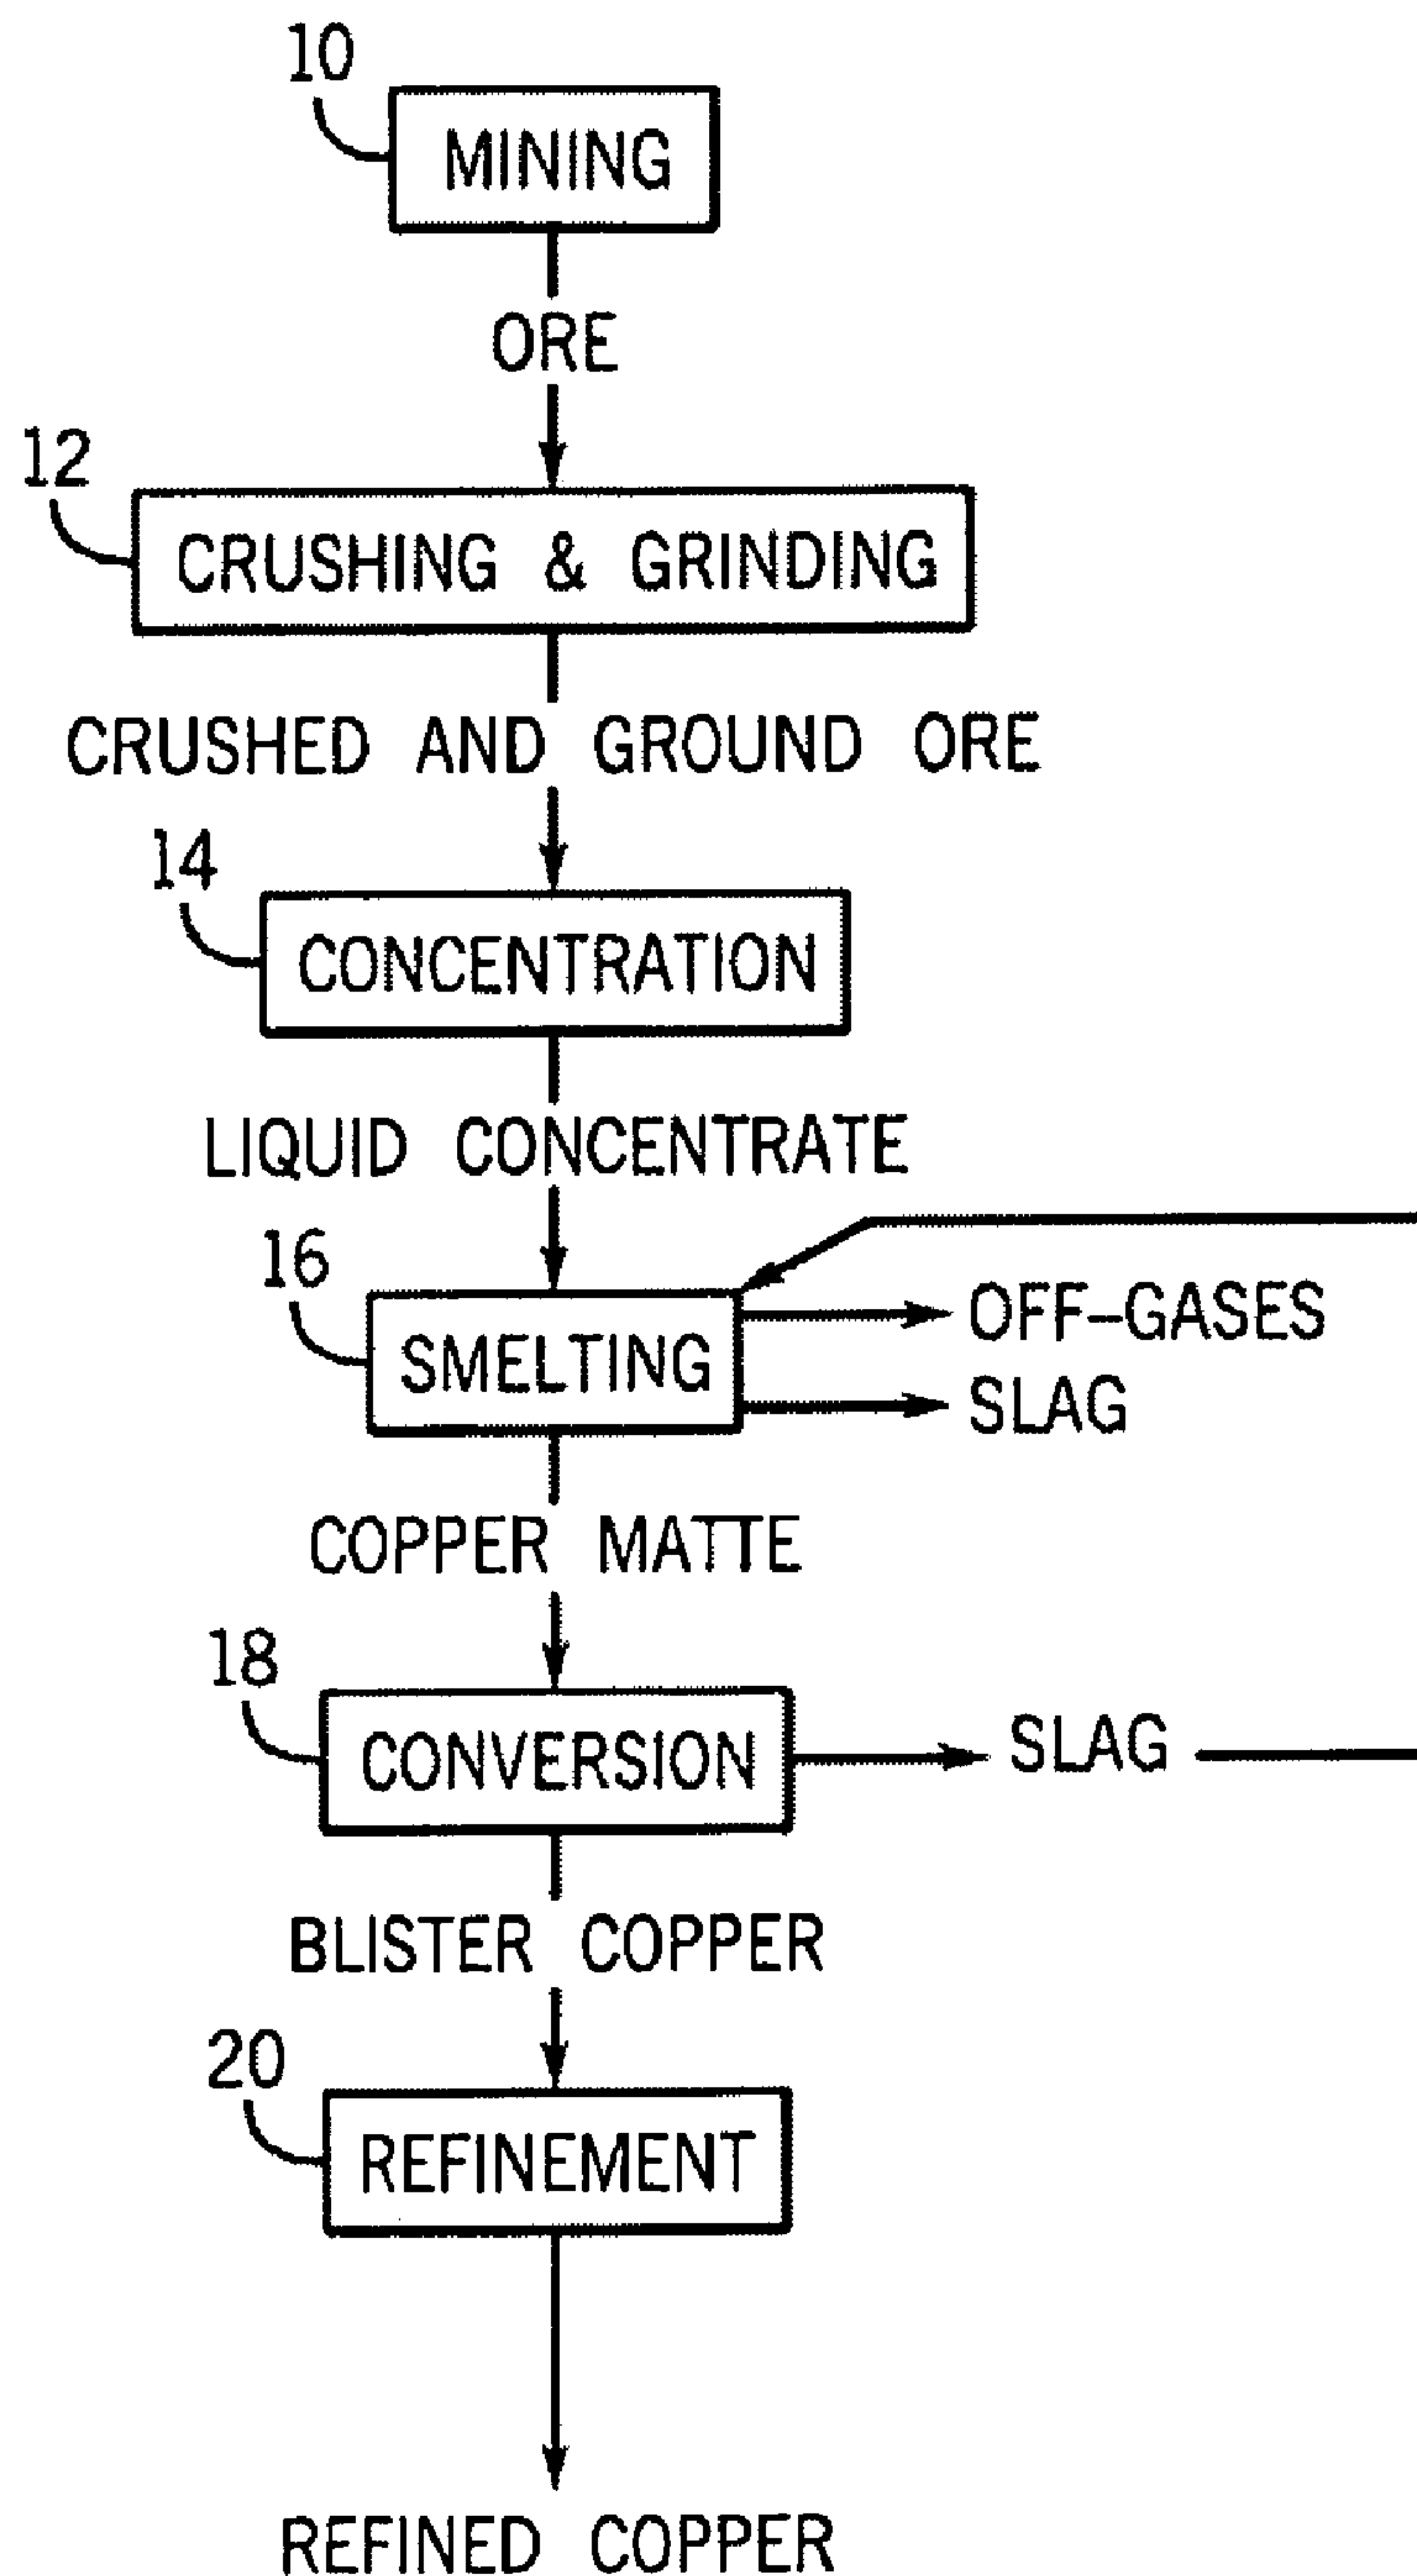 10
MINING
ORE
12
CRUSHING & GRINDING
CRUSHED AND GROUND ORE
14
CONCENTRATION
LIQUID CONCENTRATE
16
SMELTING
OFF-GASES
SLAG
COPPER MATTE
18
CONVERSION
SLAG
BLISTER COPPER
20
REFINEMENT
REFINED COPPER